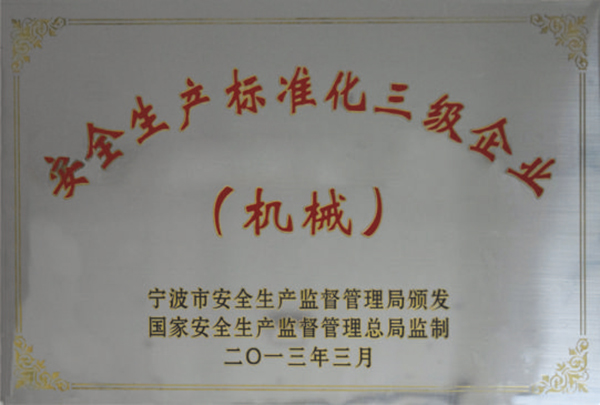 安全生产标准化三级企业
（机械）
宁波市安全生产监督管理局颁发
国家安全生产监督管理总局监制
二〇一三年三月